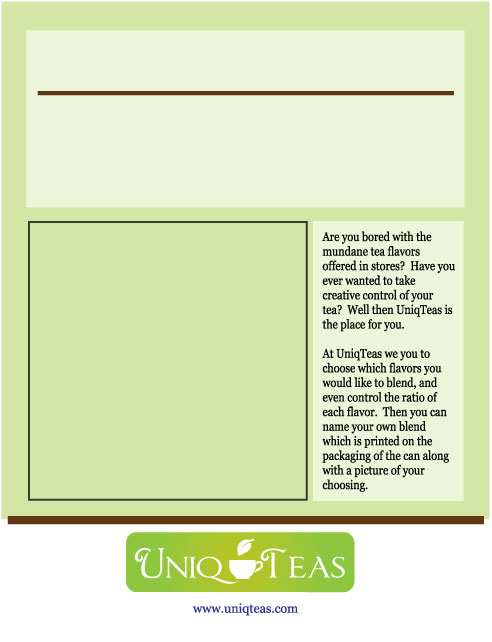 Are you bored with the
mundane tea flavors
offered in stores?  Have you
ever wanted to take
creative control of your
tea?  Well then UniqTeas is
the place for you.
At UniqTeas we you to
choose which flavors you
would like to blend, and
even control the ratio of
each flavor.  Then you can
name your own blend
which is printed on the
packaging of the can along
with a picture of your
choosing.
UNIQ TEAS
www.uniqteas.com